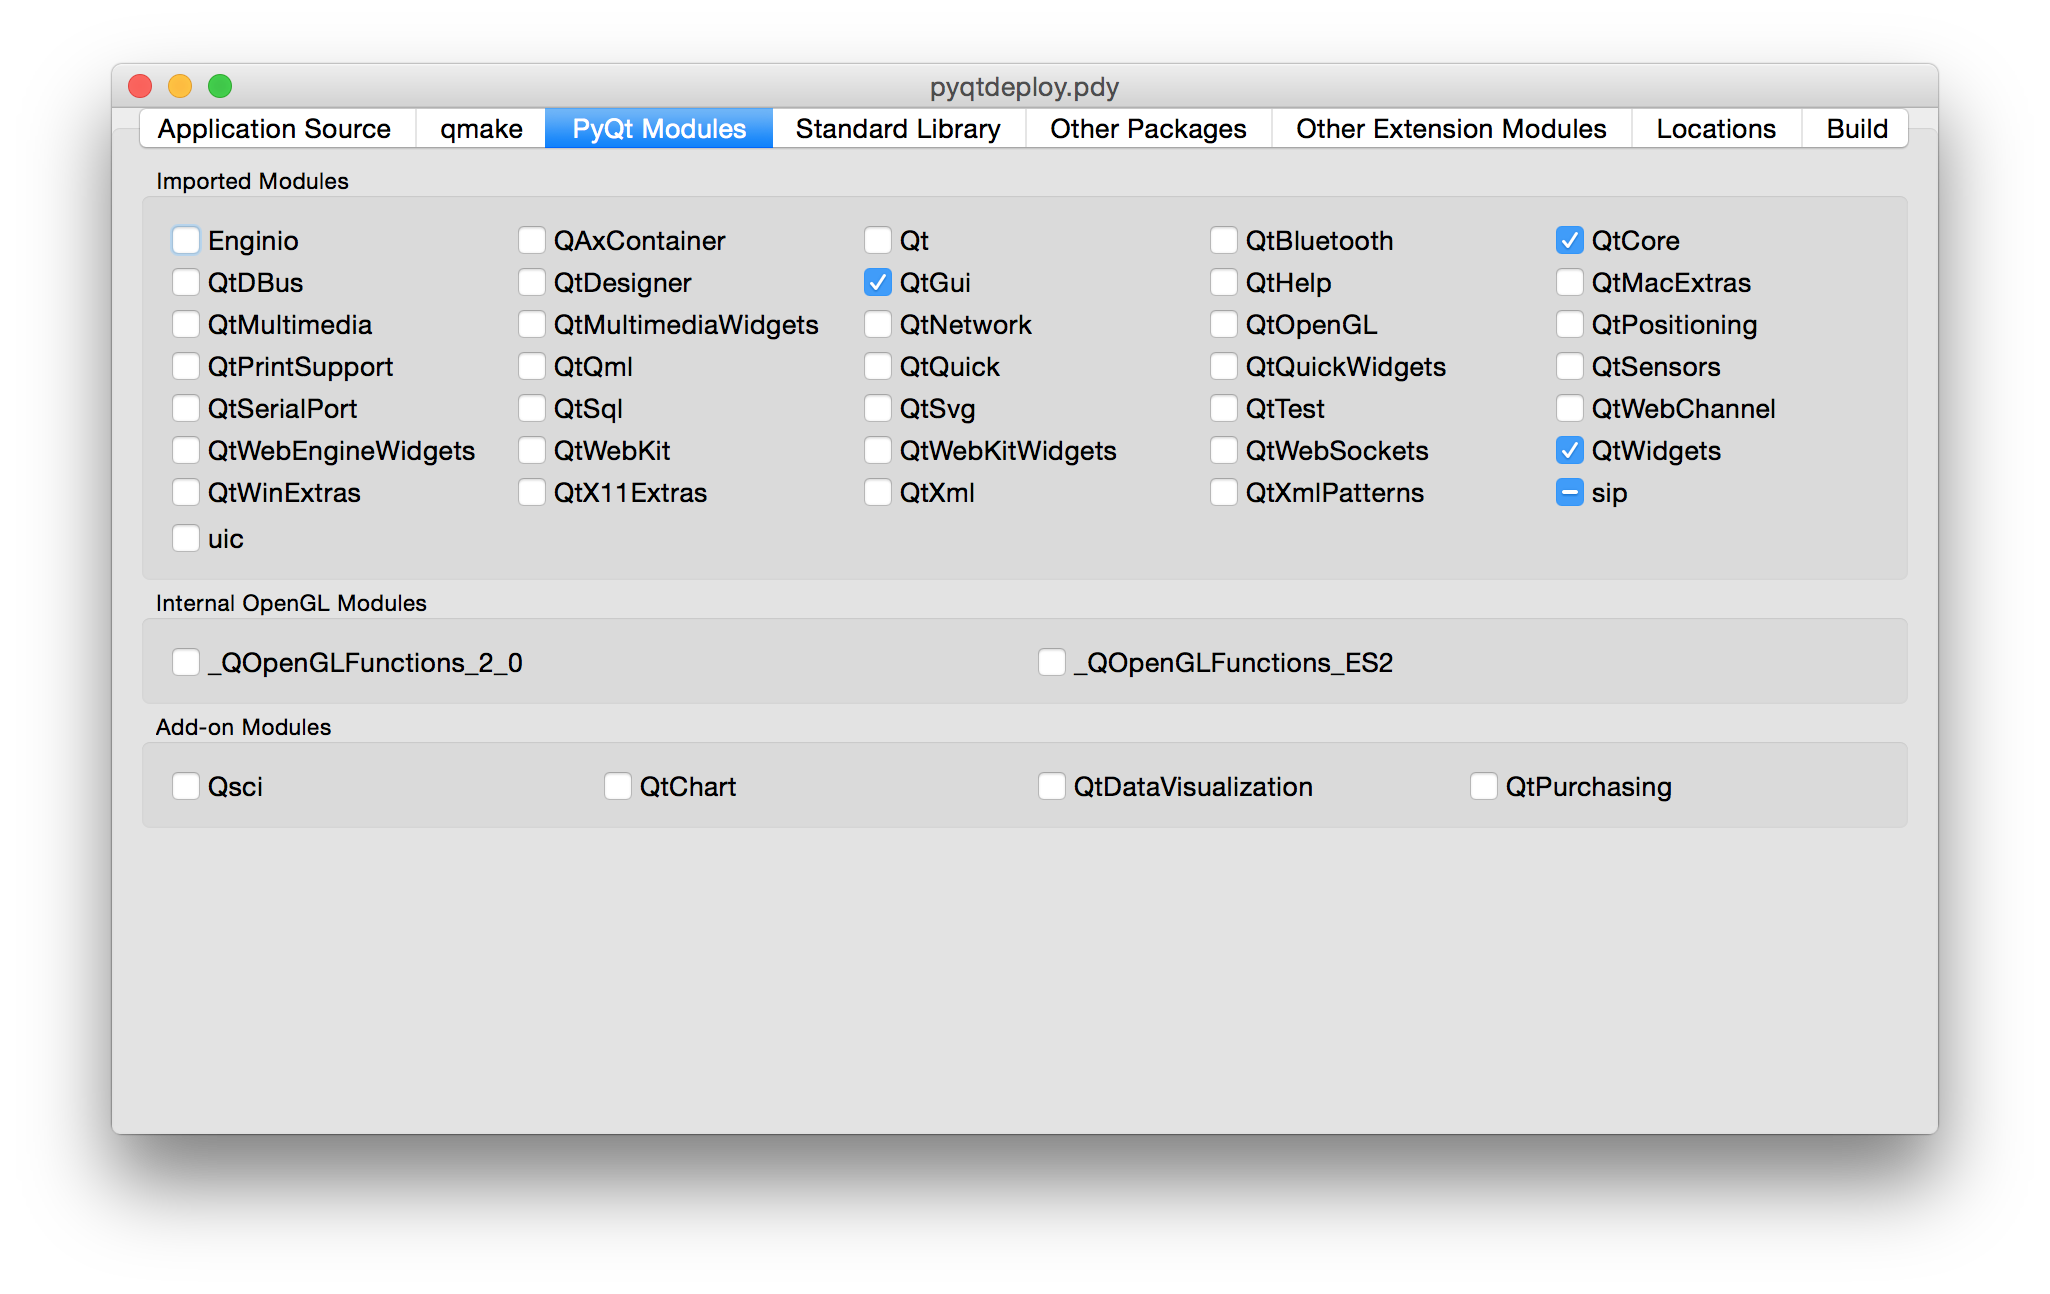 pyqtdeploy.pdy
Application Source qmake PyQt Modules Standard Library Other Packages Other Extension Modules Locations Build
Imported Modules
Enginio QAxContainer Qt QtBluetooth QtCore
QtDBus QtDesigner QtGui QtHelp QtMacExtras
QtMultimedia QtMultimediaWidgets QtNetwork QtOpenGL QtPositioning
QtPrintSupport QtQml QtQuick QtQuickWidgets QtSensors
QtSerialPort QtSql QtSvg QtTest QtWebChannel
QtWebEngineWidgets QtWebKit QtWebKitWidgets QtWebSockets QtWidgets
QtWinExtras QtX11Extras QtXml QtXmlPatterns sip
uic
Internal OpenGL Modules
_QOpenGLFunctions_2_0 _QOpenGLFunctions_ES2
Add-on Modules
Qsci QtChart QtDataVisualization QtPurchasing